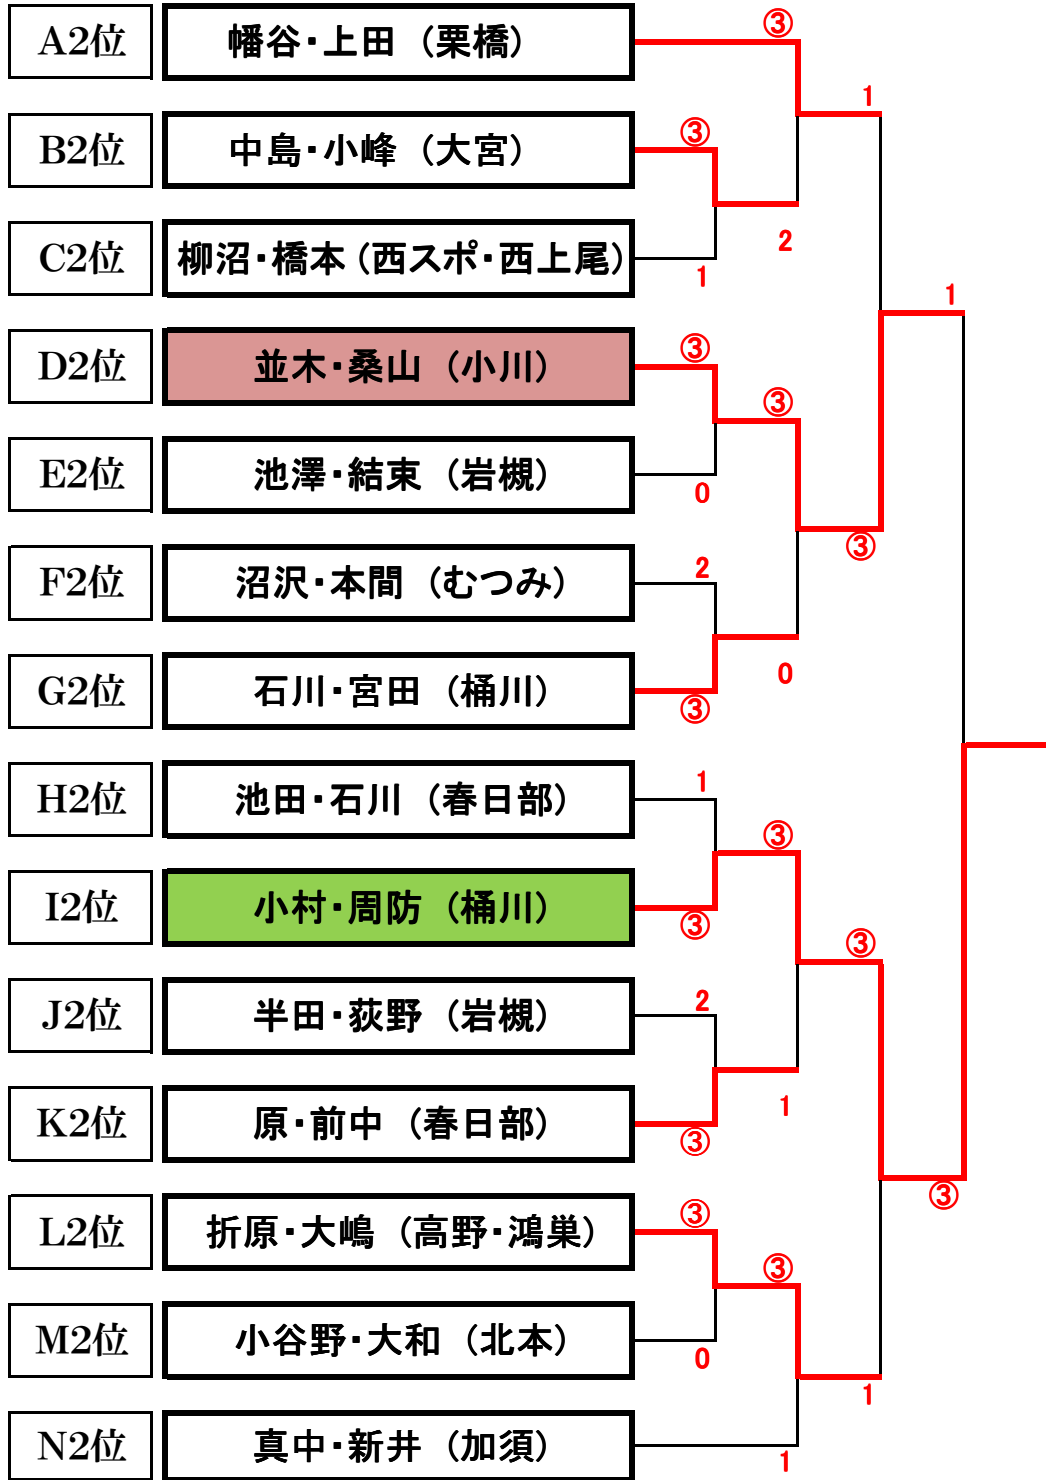 A2位 幡谷・上田（栗橋）
③
1
B2位 中島・小峰（大宮）
③
2
C2位 柳沼・橋本（西スポ・西上尾）
1
1
D2位 並木・桑山（小川）
③
③
E2位 池澤・結束（岩槻）
0
③
F2位 沼沢・本間（むつみ）
2
0
G2位 石川・宮田（桶川）
③
H2位 池田・石川（春日部）
1
③
I2位 小村・周防（桶川）
③
③
J2位 半田・荻野（岩槻）
2
1
K2位 原・前中（春日部）
③
③
L2位 折原・大嶋（高野・鴻巣）
③
③
M2位 小谷野・大和（北本）
0
1
N2位 真中・新井（加須）
1